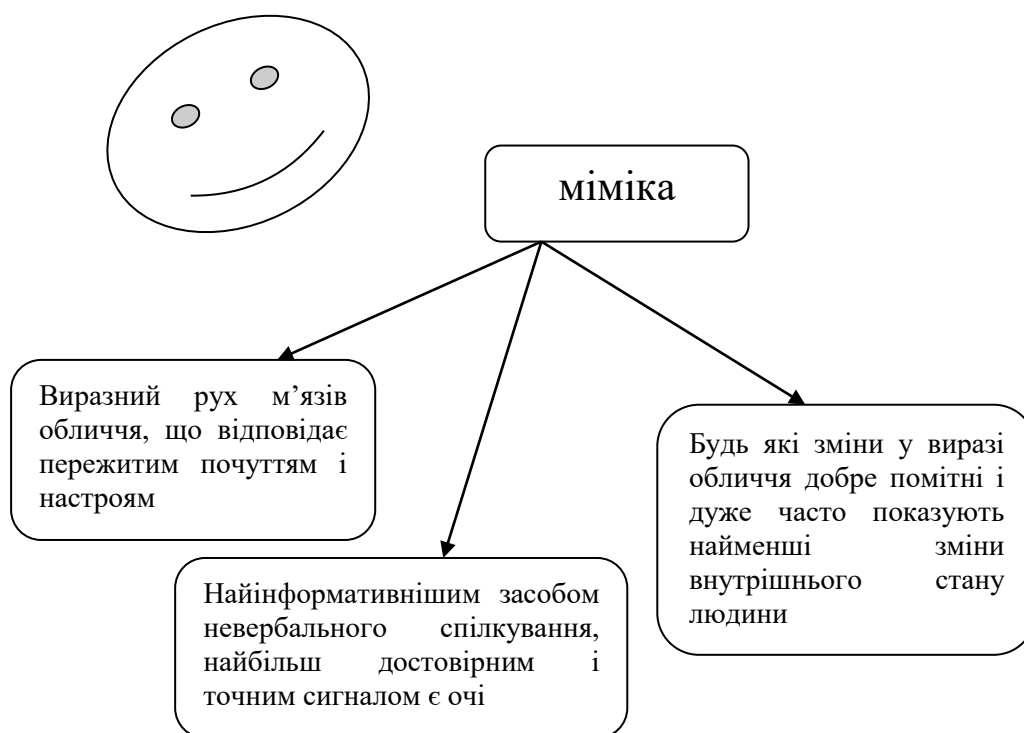 міміка
Виразний рух м’язів
обличчя, що відповідає
пережитим почуттям і
настроям
Найінформативнішим засобом
невербального спілкування,
найбільш достовірним і
точним сигналом є очі
Будь які зміни у виразі
обличчя добре помітні і
дуже часто показують
найменші зміни
внутрішнього стану
людини